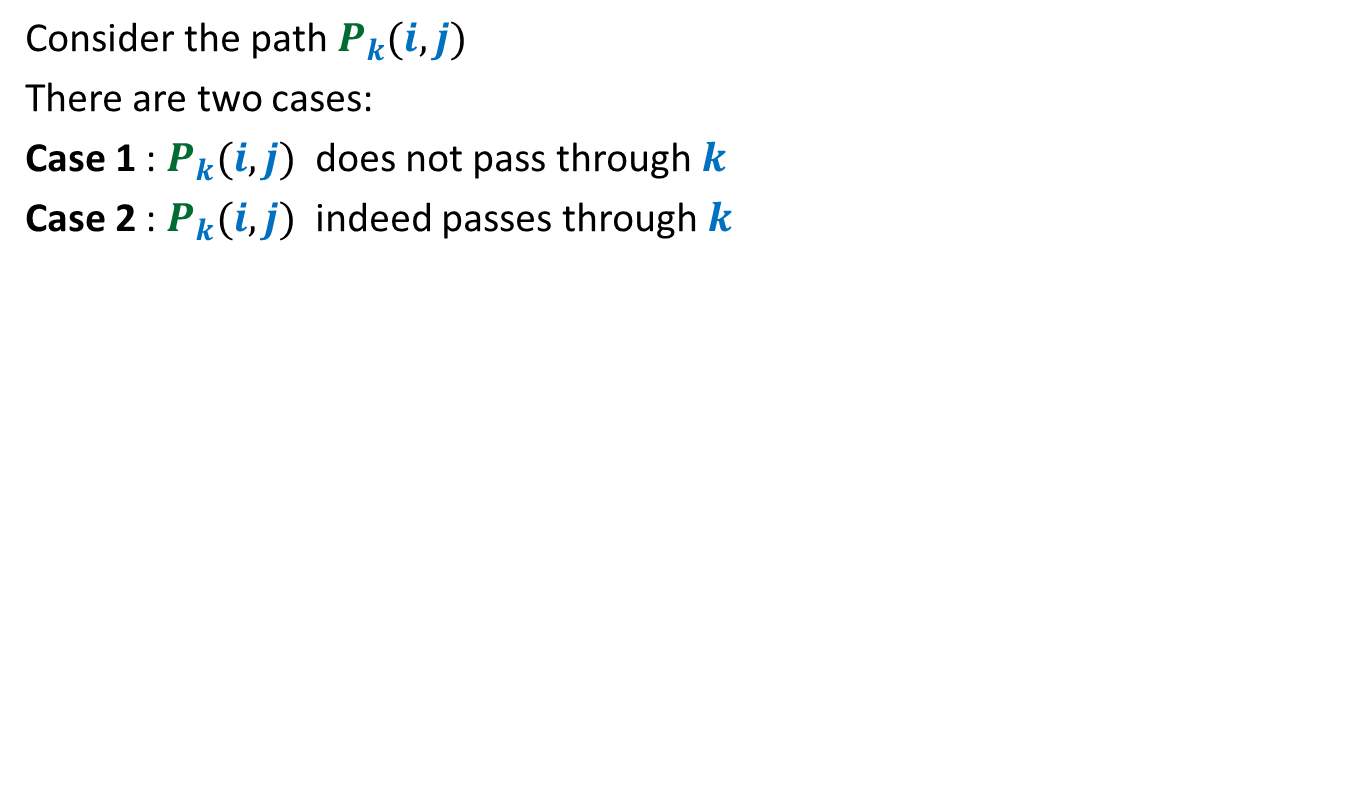 Consider the path P_k(i, j)
There are two cases:
Case 1 : P_k(i, j) does not pass through k
Case 2 : P_k(i, j) indeed passes through k